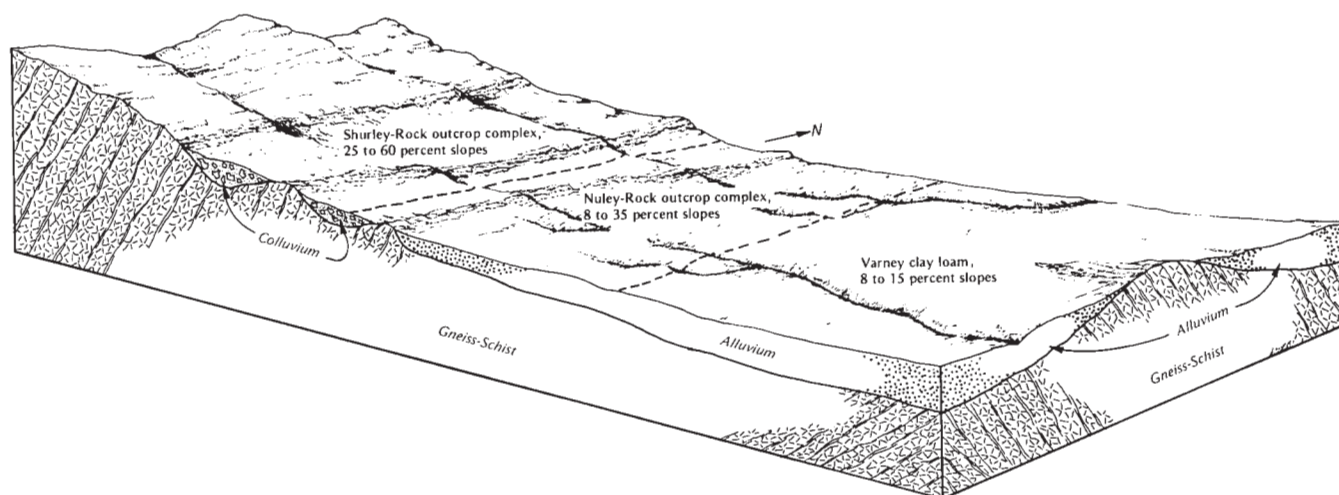 N
Shurley-Rock outcrop complex,
25 to 60 percent slopes
Nuley-Rock outcrop complex,
8 to 35 percent slopes
Colluvium
Varney clay loam,
8 to 15 percent slopes
Gneiss-Schist
Alluvium
Alluvium
Gneiss-Schist